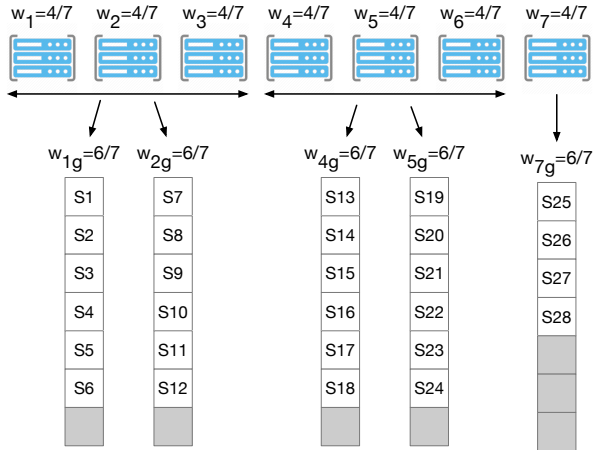 w1=4/7 w2=4/7 w3=4/7 w4=4/7 w5=4/7 w6=4/7 w7=4/7
w1g=6/7 w2g=6/7 w4g=6/7 w5g=6/7 w7g=6/7
S1 S7 S13 S19 S25
S2 S8 S14 S20 S26
S3 S9 S15 S21 S27
S4 S10 S16 S22 S28
S5 S11 S17 S23
S6 S12 S18 S24